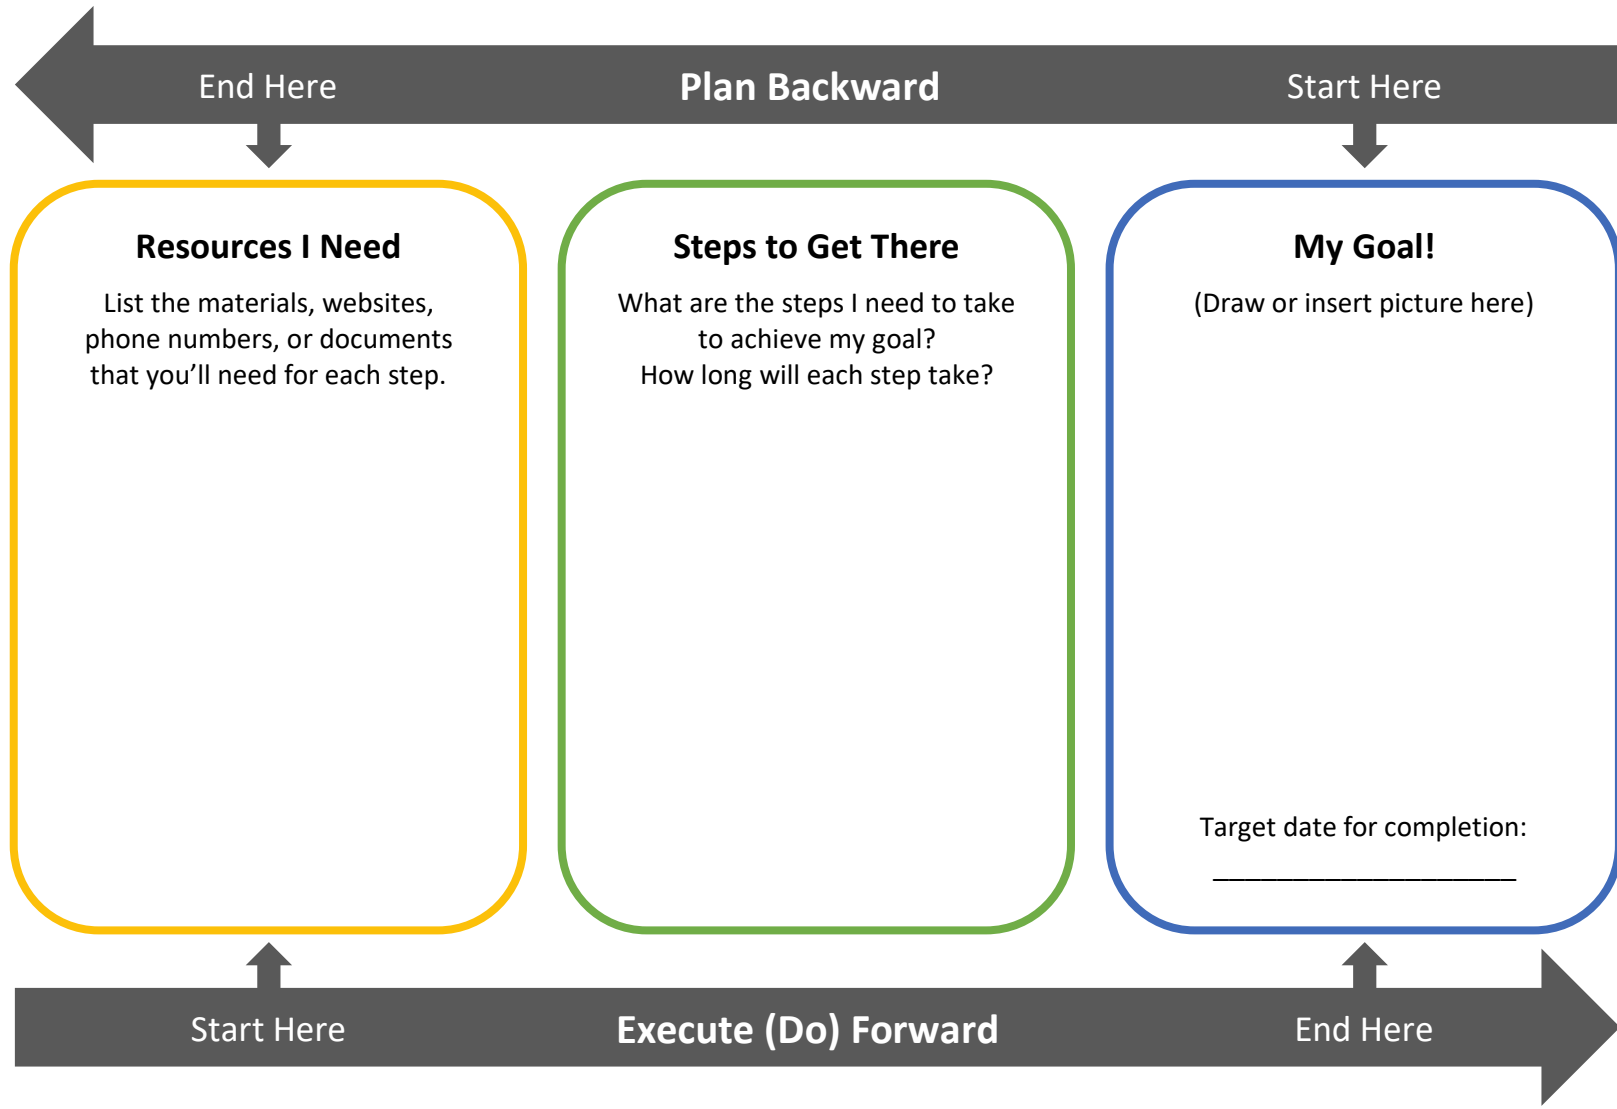 End Here
Plan Backward
Start Here
Resources I Need
List the materials, websites,
phone numbers, or documents
that you’ll need for each step.
Steps to Get There
What are the steps I need to take
to achieve my goal?
How long will each step take?
My Goal!
(Draw or insert picture here)
Target date for completion:
___________________
Start Here
Execute (Do) Forward
End Here